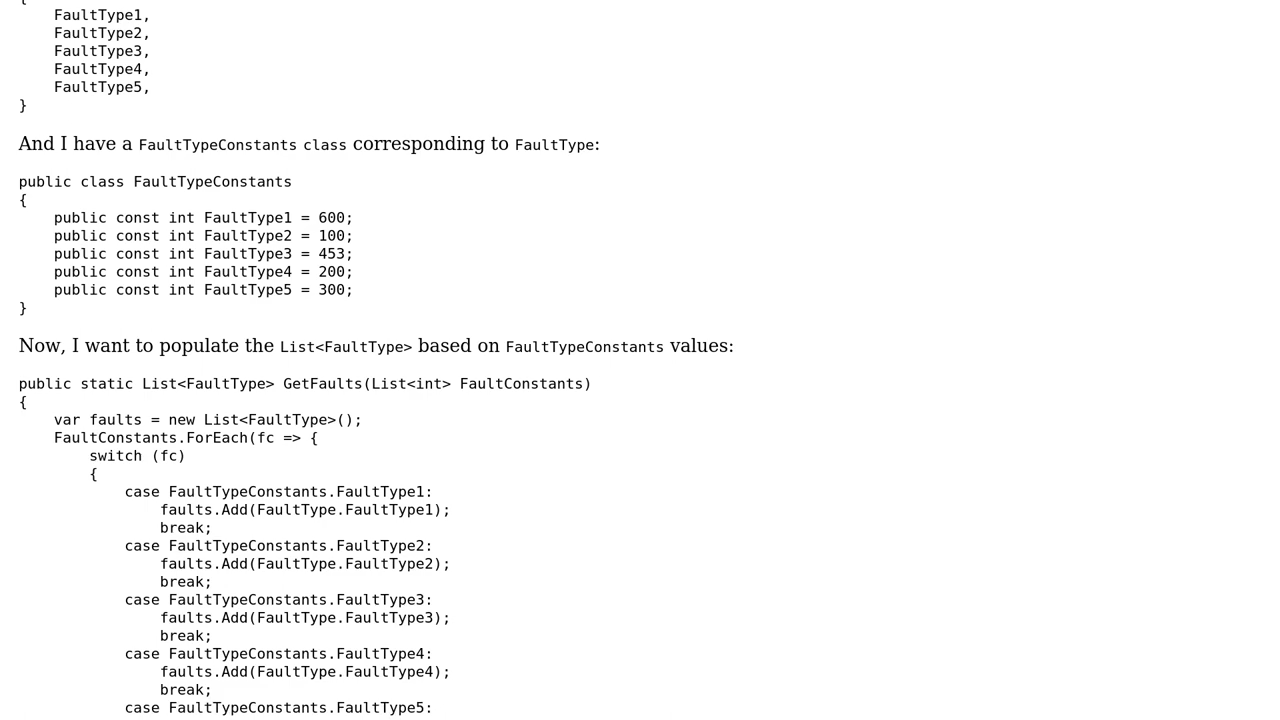 {
    FaultType1,
    FaultType2,
    FaultType3,
    FaultType4,
    FaultType5,
}
And I have a FaultTypeConstants class corresponding to FaultType:
public class FaultTypeConstants
{
    public const int FaultType1 = 600;
    public const int FaultType2 = 100;
    public const int FaultType3 = 453;
    public const int FaultType4 = 200;
    public const int FaultType5 = 300;
}
Now, I want to populate the List<FaultType> based on FaultTypeConstants values:
public static List<FaultType> GetFaults(List<int> FaultConstants)
{
    var faults = new List<FaultType>();
    FaultConstants.ForEach(fc => {
        switch (fc)
        {
            case FaultTypeConstants.FaultType1:
                faults.Add(FaultType.FaultType1);
                break;
            case FaultTypeConstants.FaultType2:
                faults.Add(FaultType.FaultType2);
                break;
            case FaultTypeConstants.FaultType3:
                faults.Add(FaultType.FaultType3);
                break;
            case FaultTypeConstants.FaultType4:
                faults.Add(FaultType.FaultType4);
                break;
            case FaultTypeConstants.FaultType5: